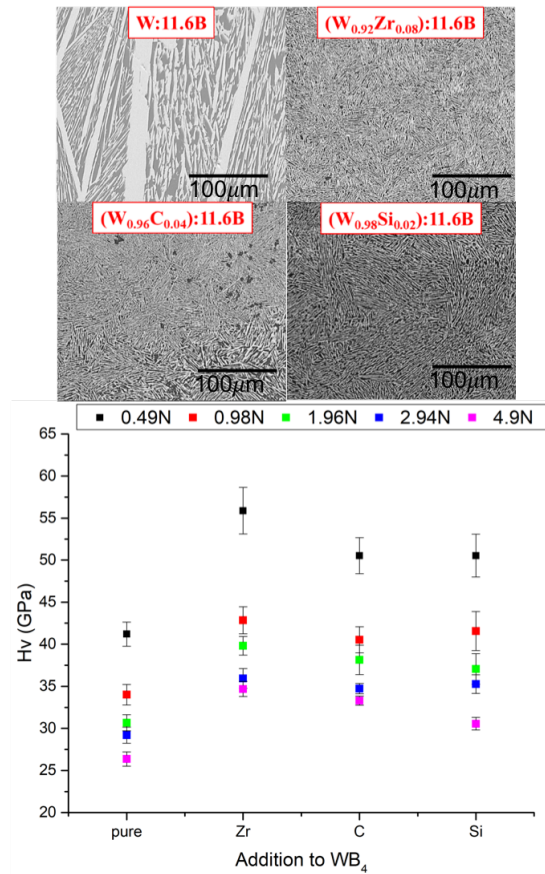 W:11.6B
(W₀.₉₂Zr₀.₀₈):11.6B
100μm
100μm
(W₀.₉₆C₀.₀₄):11.6B
(W₀.₉₈Si₀.₀₂):11.6B
100μm
100μm
0.49N 0.98N 1.96N 2.94N 4.9N
65
60
55
50
45
40
35
30
25
20
Hv (GPa)
pure Zr C Si
Addition to WB₄